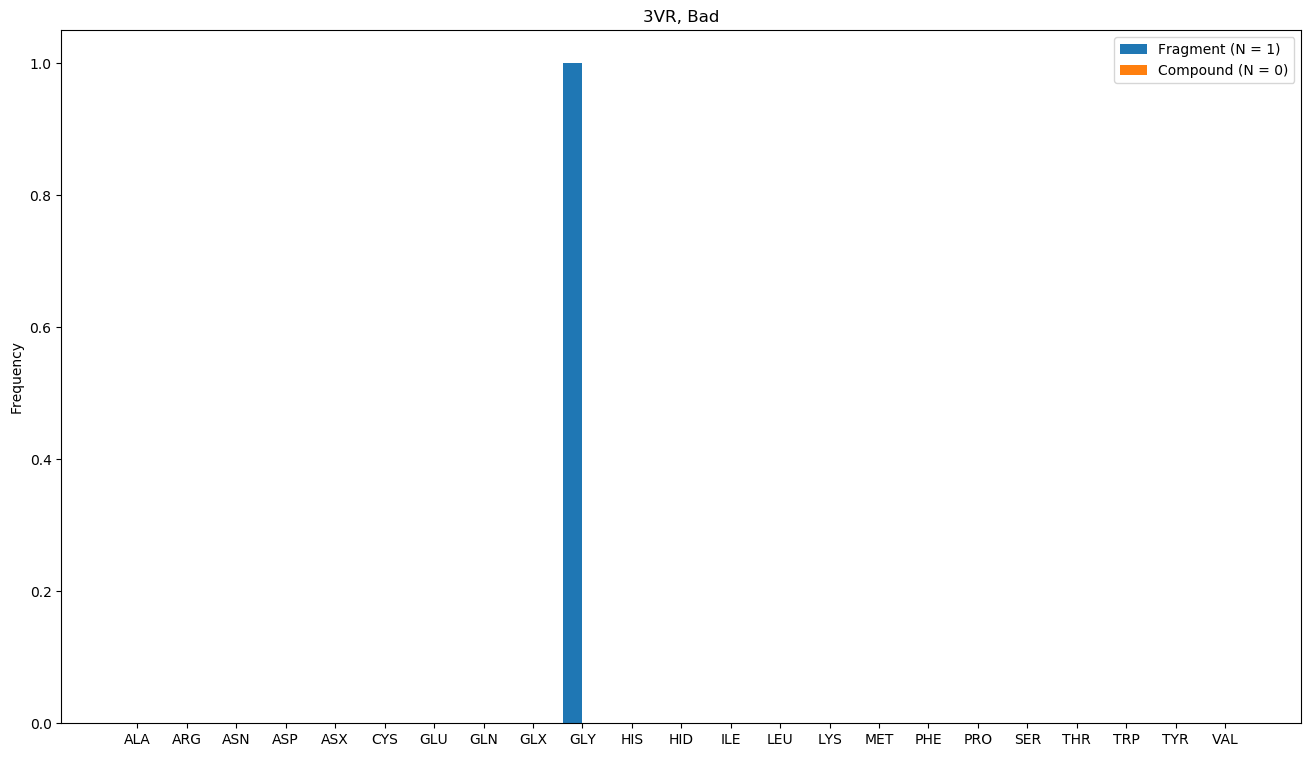 3VR, Bad
Fragment (N = 1)
Compound (N = 0)
Frequency
1.0
0.8
0.6
0.4
0.2
0.0
ALA ARG ASN ASP ASX CYS GLU GLN GLX GLY HIS HID ILE LEU LYS MET PHE PRO SER THR TRP TYR VAL